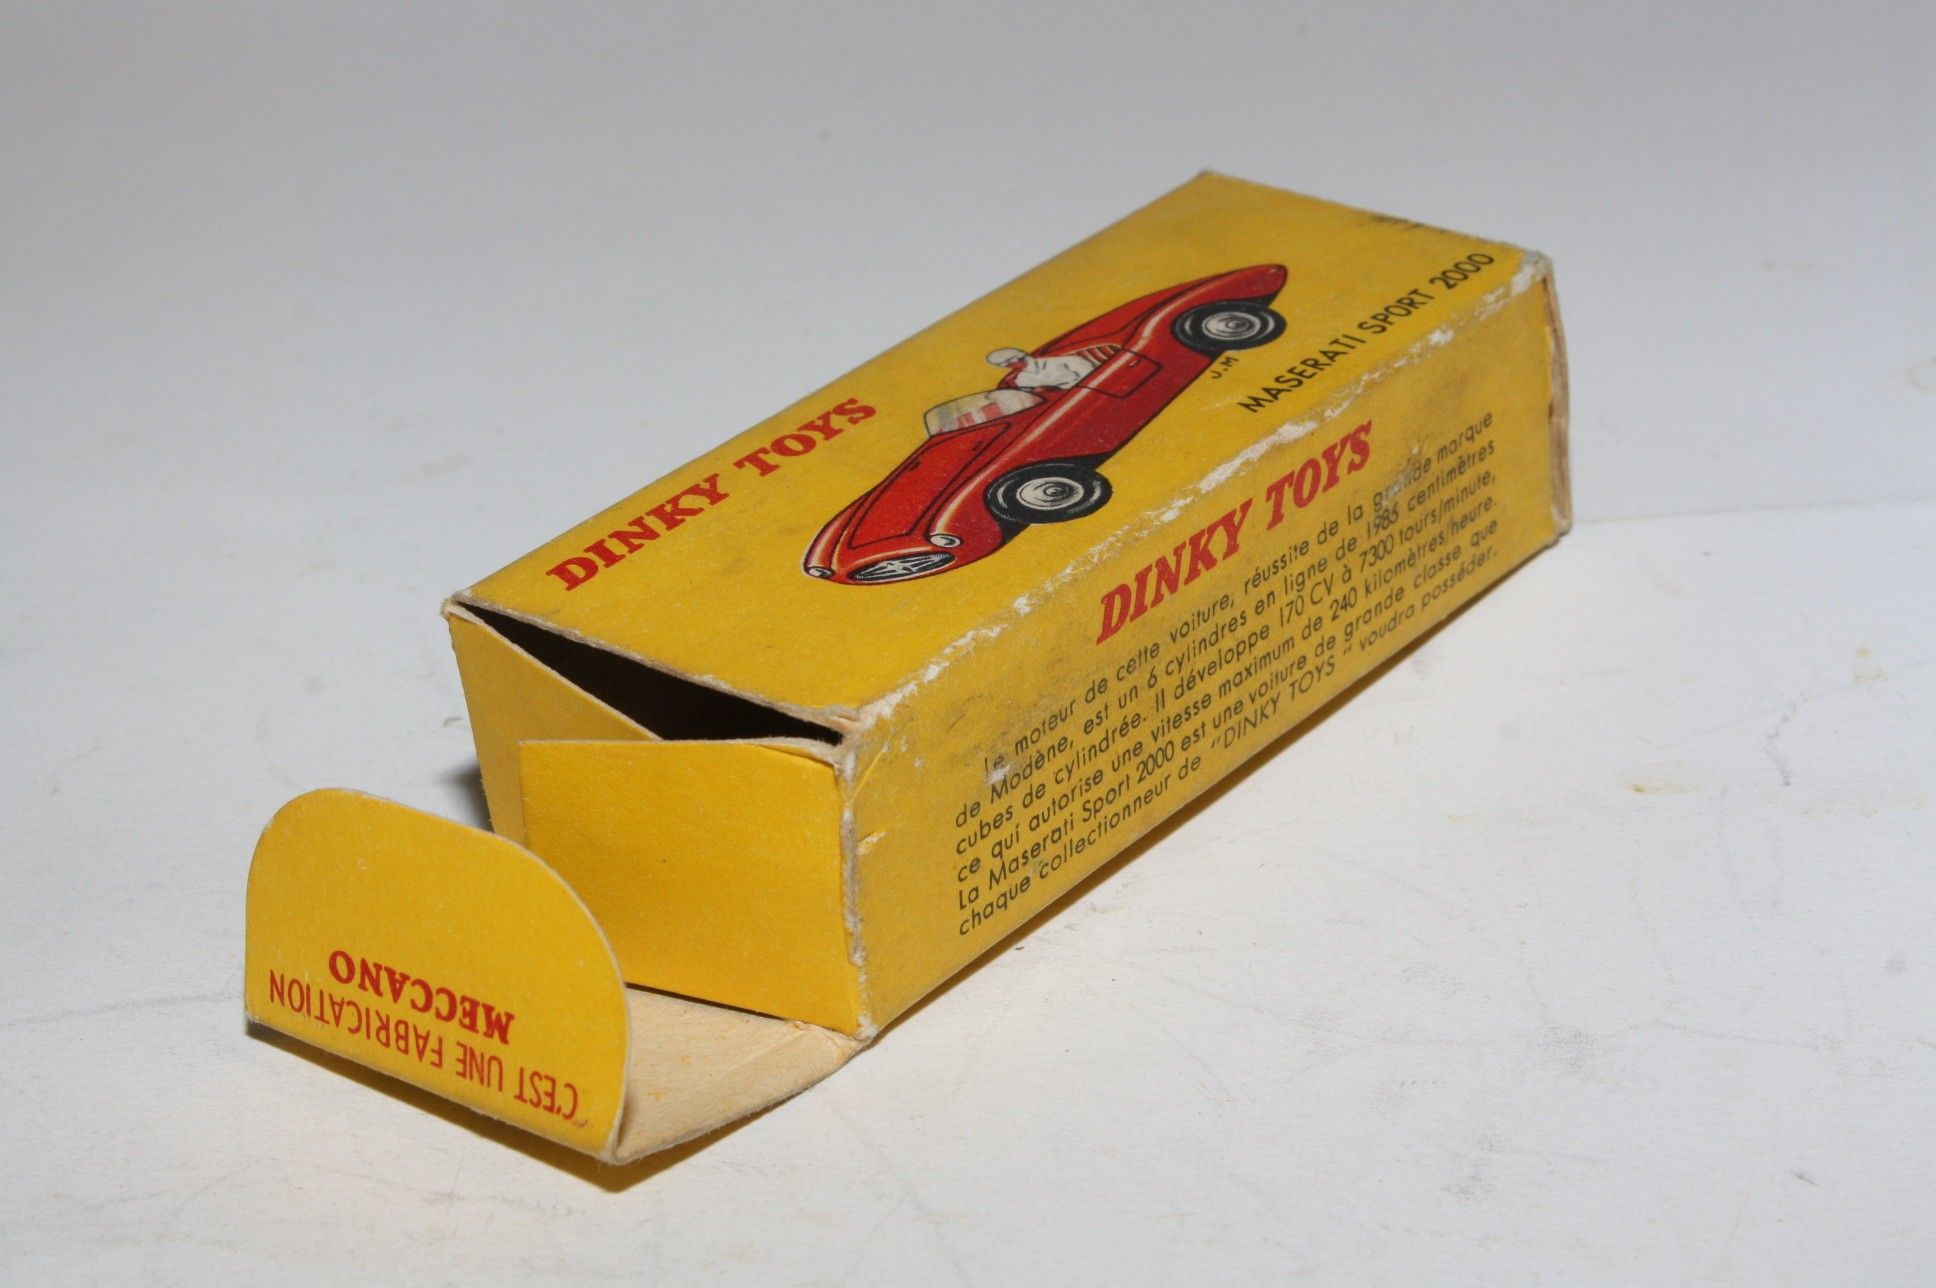 DINKY TOYS
J.M
MASERATI SPORT 2000
DINKY TOYS
Le moteur de cette voiture, réussite de la grande marque
de Modène, est un 6 cylindres en ligne de 1985 centimètres
cubes de cylindrée. Il développe 170 CV à 7300 tours/minute,
ce qui autorise une vitesse maximum de 240 kilomètres/heure.
La Maserati Sport 2000 est une voiture de grande classe que
chaque collectionneur de "DINKY TOYS" voudra posséder.
C'EST UNE FABRICATION
MECCANO